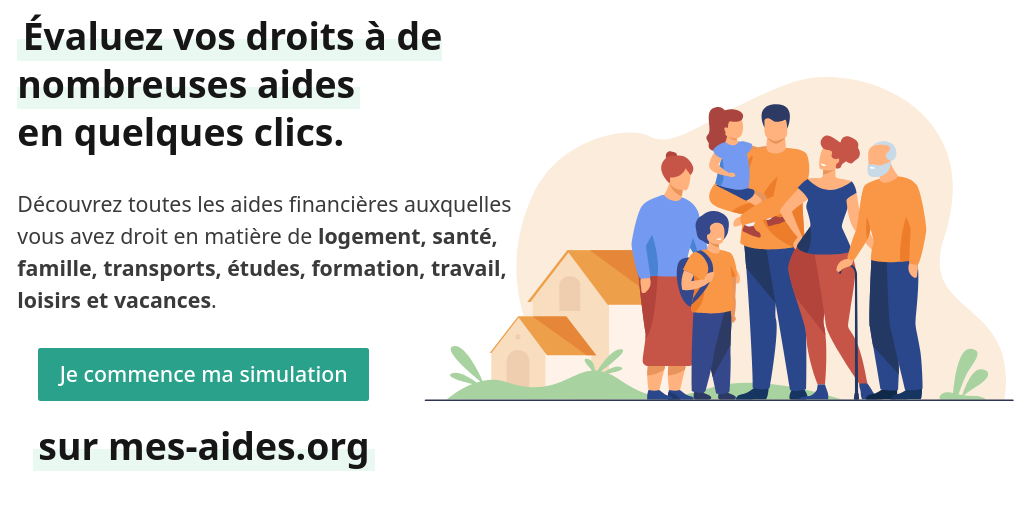 Évaluez vos droits à de
nombreuses aides
en quelques clics.
Découvrez toutes les aides financières auxquelles
vous avez droit en matière de logement, santé,
famille, transports, études, formation, travail,
loisirs et vacances.
Je commence ma simulation
sur mes-aides.org